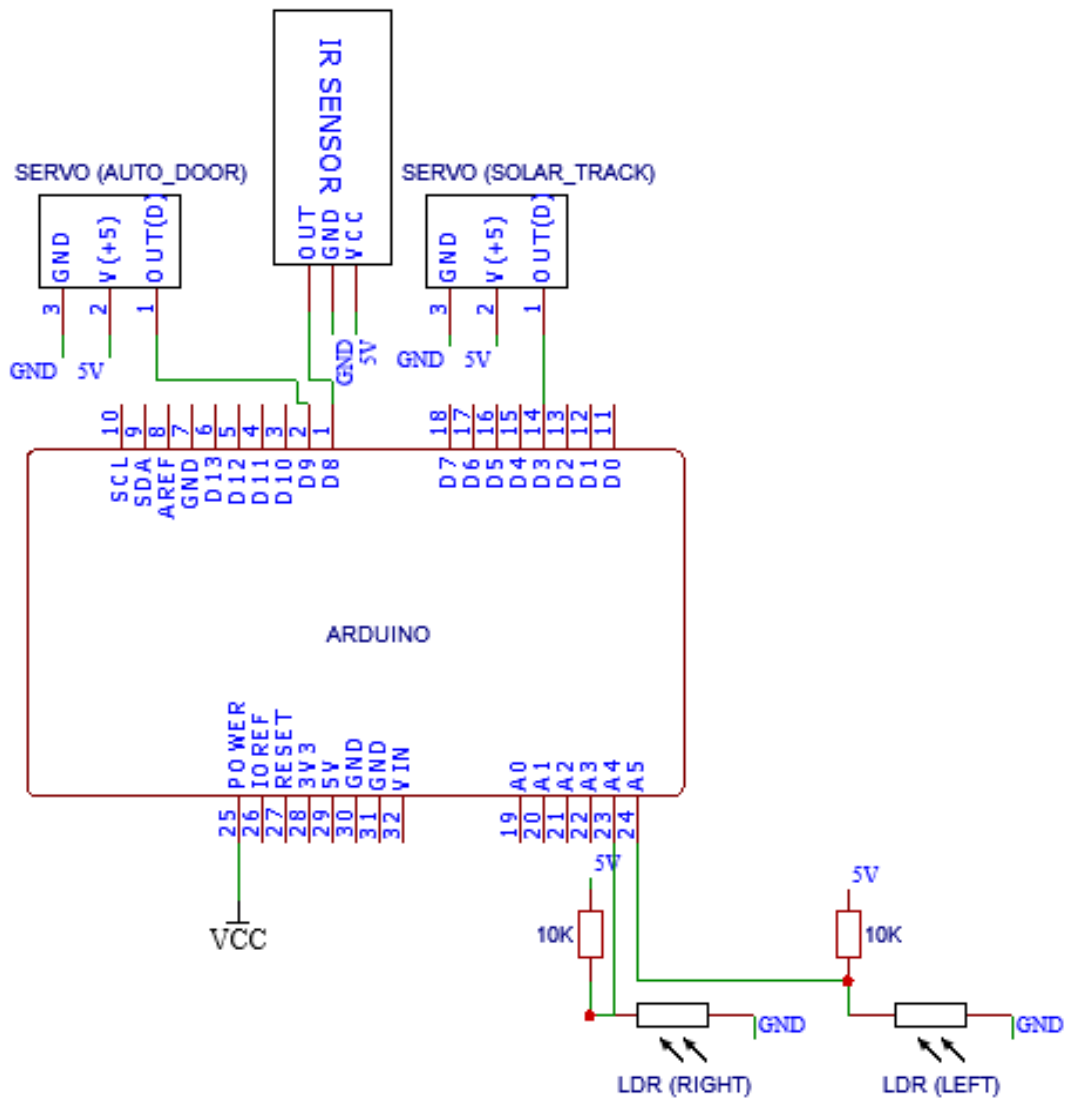 IR SENSOR
OUT
GND
VCC
GND
5V
SERVO (AUTO_DOOR)
GND
V(+5)
OUT(D)
3
2
1
GND
5V
SERVO (SOLAR_TRACK)
GND
V(+5)
OUT(D)
3
2
1
GND
5V
10
9
8
7
6
5
4
3
2
1
18
17
16
15
14
13
12
11
SCL
SDA
AREF
GND
D13
D12
D11
D10
D9
D8
D7
D6
D5
D4
D3
D2
D1
D0
ARDUINO
POWER
IOREF
RESET
3V3
5V
GND
GND
VIN
A0
A1
A2
A3
A4
A5
25
26
27
28
29
30
31
32
19
20
21
22
23
24
VCC
5V
10K
5V
10K
GND
GND
LDR (RIGHT)
LDR (LEFT)